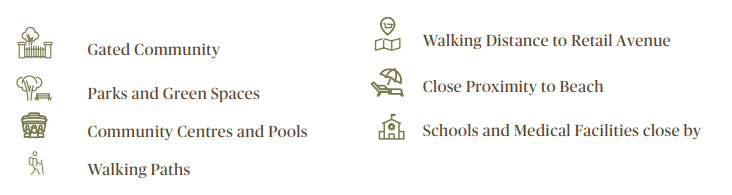 Gated Community
Parks and Green Spaces
Community Centres and Pools
Walking Paths
Walking Distance to Retail Avenue
Close Proximity to Beach
Schools and Medical Facilities close by